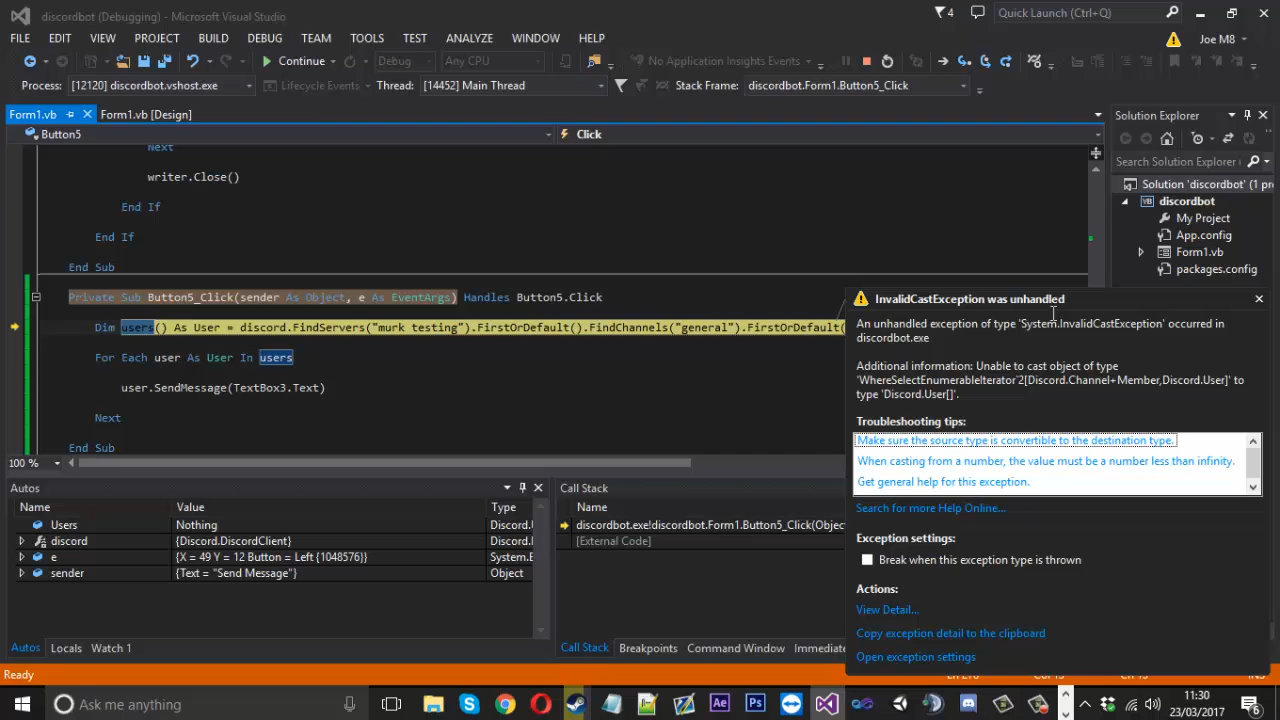 discordbot (Debugging) - Microsoft Visual Studio
4
Quick Launch (Ctrl+Q)
FILE EDIT VIEW PROJECT BUILD DEBUG TEAM TOOLS TEST ANALYZE WINDOW HELP
Joe M8
Continue
Debug
Any CPU
No Application Insights Events
Process: [12120] discordbot.vshost.exe
Lifecycle Events
Thread: [14452] Main Thread
Stack Frame: discordbot.Form1.Button5_Click
Form1.vb
Form1.vb [Design]
Button5
Click
Next
writer.Close()
End If
End If
End Sub
Private Sub Button5_Click(sender As Object, e As EventArgs) Handles Button5.Click
Dim users() As User = discord.FindServers("murk testing").FirstOrDefault().FindChannels("general").FirstOrDefault(
For Each user As User In users
user.SendMessage(TextBox3.Text)
Next
End Sub
100 %
Solution Explorer
Search Solution Explorer
Solution 'discordbot' (1 pr
discordbot
My Project
App.config
Form1.vb
packages.config
InvalidCastException was unhandled
An unhandled exception of type 'System.InvalidCastException' occurred in
discordbot.exe
Additional information: Unable to cast object of type
'WhereSelectEnumerableIterator`2[Discord.Channel+Member,Discord.User]' to
type 'Discord.User[]'.
Troubleshooting tips:
Make sure the source type is convertible to the destination type.
When casting from a number, the value must be a number less than infinity.
Get general help for this exception.
Search for more Help Online...
Exception settings:
Break when this exception type is thrown
Actions:
View Detail...
Copy exception detail to the clipboard
Open exception settings
Autos
Name Value Type
Users Nothing Discord.U
discord {Discord.DiscordClient} Discord.D
e {X = 49 Y = 12 Button = Left {1048576}} System.E
sender {Text = "Send Message"} Object
Autos Locals Watch 1
Call Stack
Name
discordbot.exe!discordbot.Form1.Button5_Click(Objec
[External Code]
Call Stack Breakpoints Command Window Immediate
Ready
INS
Ask me anything
Ae
Ps
11:30
23/03/2017
6